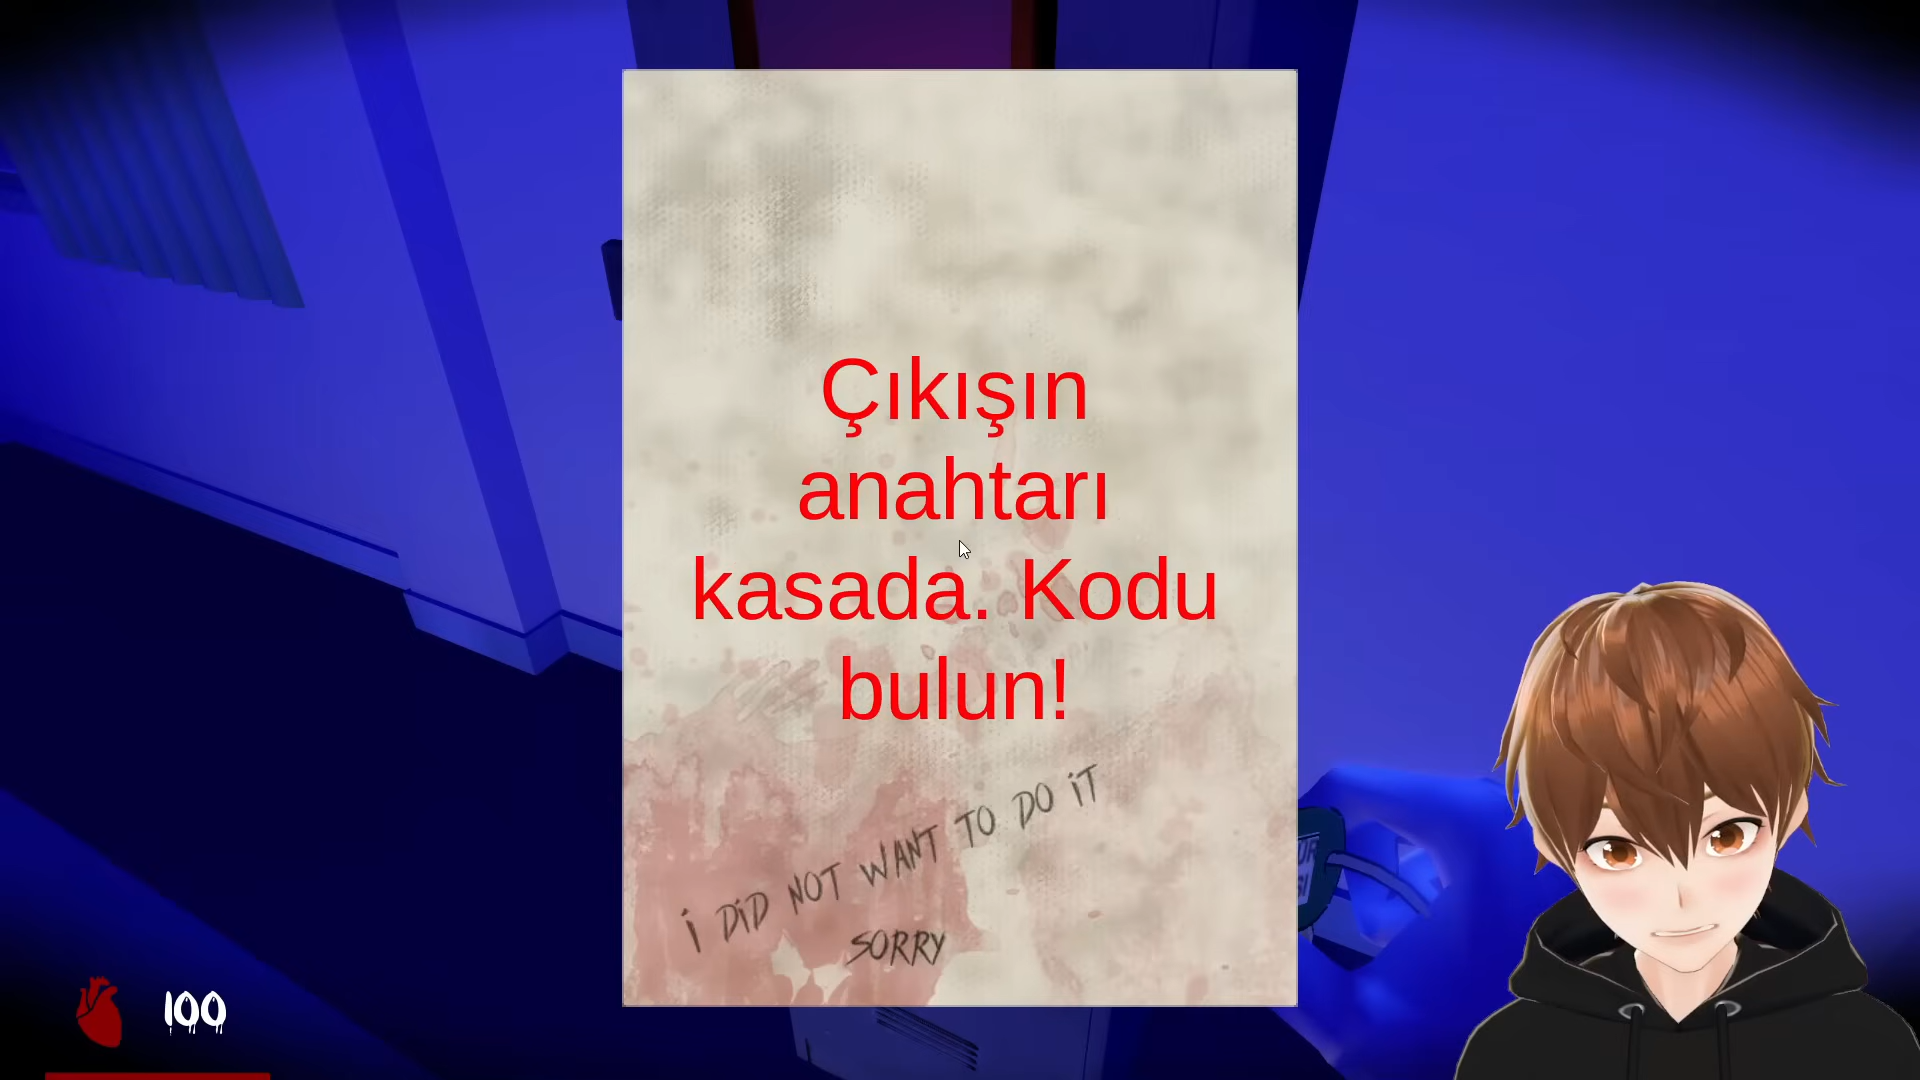 Çıkışın
anahtarı
kasada. Kodu
bulun!
i DiD NOT WANT TO DO iT
SORRY
100